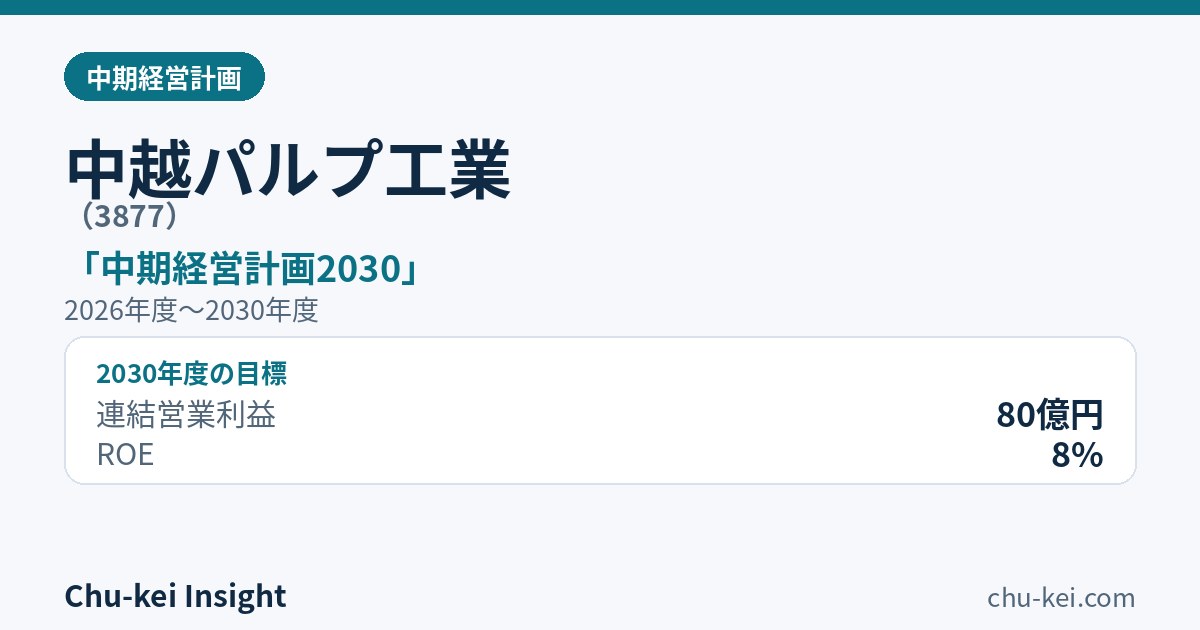 中期経営計画
中越パルプ工業
（3877）
「中期経営計画2030」
2026年度〜2030年度
2030年度の目標
連結営業利益 80億円
ROE 8%
Chu-kei Insight chu-kei.com